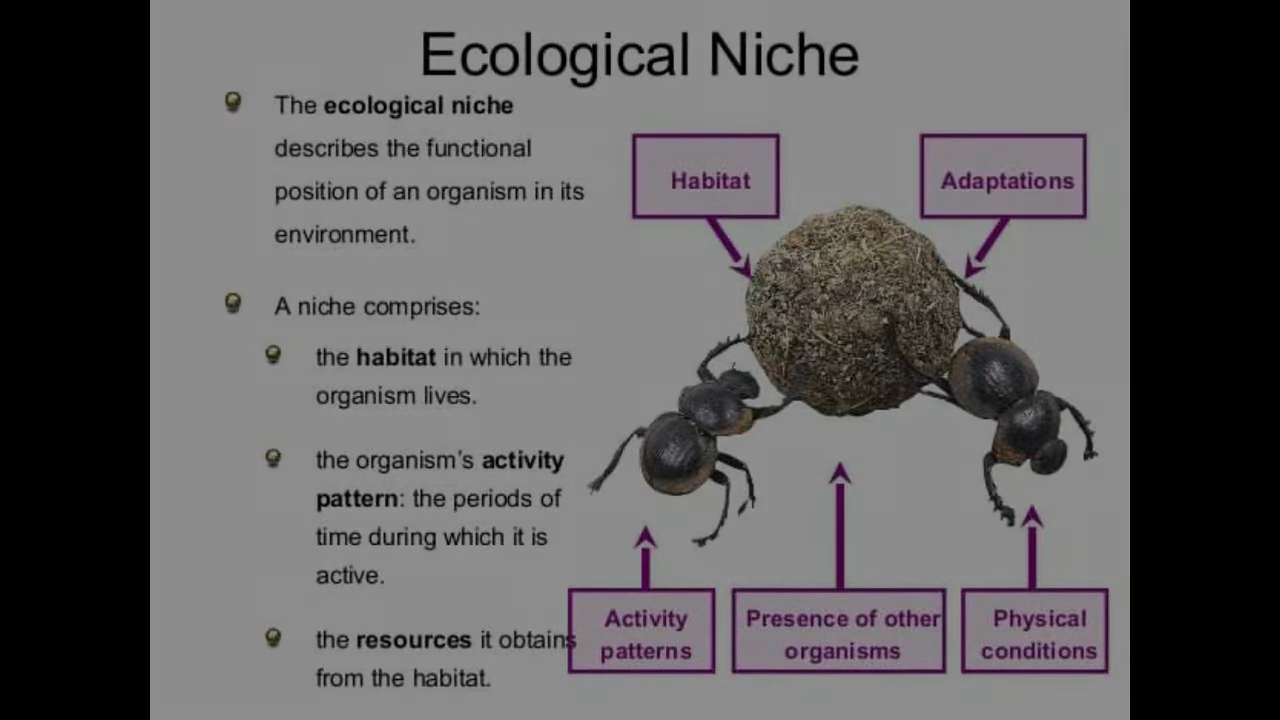 Ecological Niche
The ecological niche
describes the functional
position of an organism in its
environment.
A niche comprises:
the habitat in which the
organism lives.
the organism's activity
pattern: the periods of
time during which it is
active.
the resources it obtains
from the habitat.
Habitat
Adaptations
Activity
patterns
Presence of other
organisms
Physical
conditions